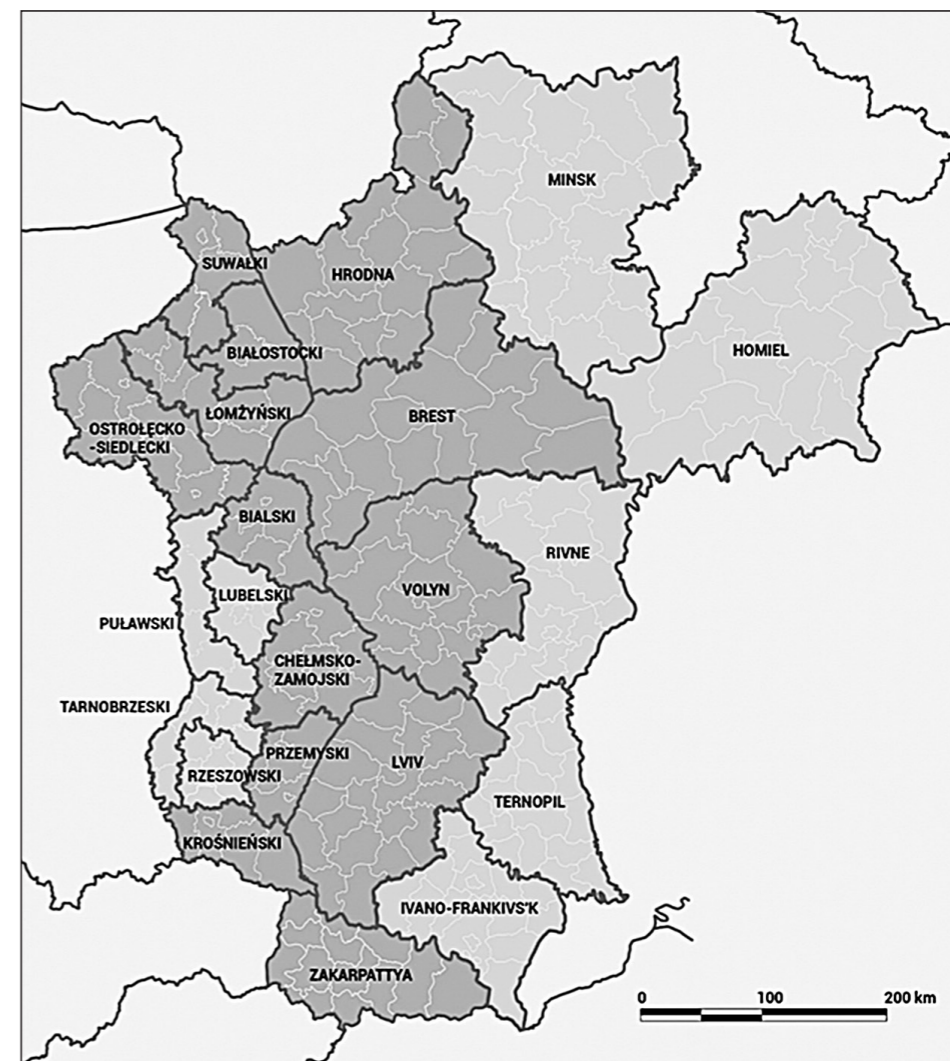 MINSK
SUWAŁKI
HRODNA
BIAŁOSTOCKI
HOMIEL
ŁOMŻYŃSKI
BREST
OSTROŁĘCKO
-SIEDLECKI
BIALSKI
RIVNE
LUBELSKI
VOLYN
PUŁAWSKI
CHEŁMSKO-
ZAMOJSKI
TARNOBRZESKI
PRZEMYSKI
LVIV
RZESZOWSKI
TERNOPIL
KROŚNIEŃSKI
IVANO-FRANKIVS'K
ZAKARPATTYA
0 100 200 km